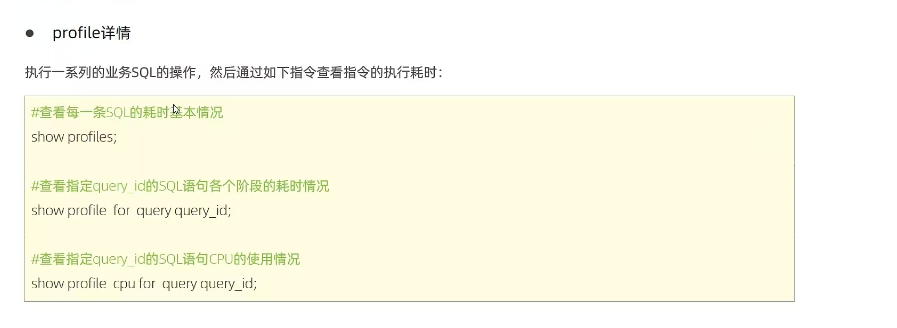 ● profile详情
执行一系列的业务SQL的操作，然后通过如下指令查看指令的执行耗时：
#查看每一条SQL的耗时基本情况
show profiles;
#查看指定query_id的SQL语句各个阶段的耗时情况
show profile for query query_id;
#查看指定query_id的SQL语句CPU的使用情况
show profile cpu for query query_id;